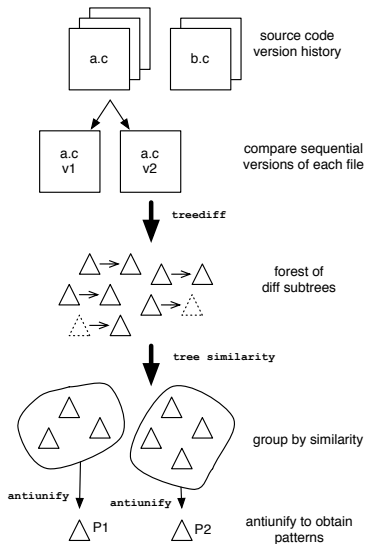 a.c
b.c
source code
version history
a.c
v1
a.c
v2
compare sequential
versions of each file
treediff
forest of
diff subtrees
tree similarity
group by similarity
antiunify
antiunify
P1
P2
antiunify to obtain
patterns